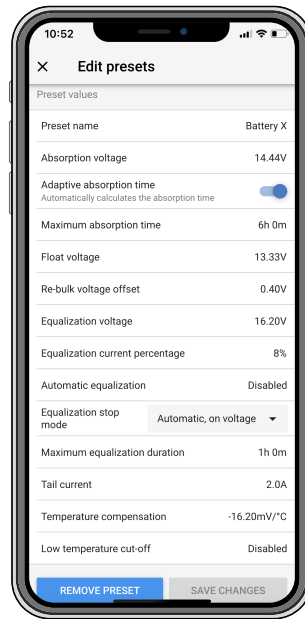 10:52
× Edit presets
Preset values
Preset name Battery X
Absorption voltage 14.44V
Adaptive absorption time
Automatically calculates the absorption time
Maximum absorption time 6h 0m
Float voltage 13.33V
Re-bulk voltage offset 0.40V
Equalization voltage 16.20V
Equalization current percentage 8%
Automatic equalization Disabled
Equalization stop mode Automatic, on voltage
Maximum equalization duration 1h 0m
Tail current 2.0A
Temperature compensation -16.20mV/°C
Low temperature cut-off Disabled
REMOVE PRESET SAVE CHANGES